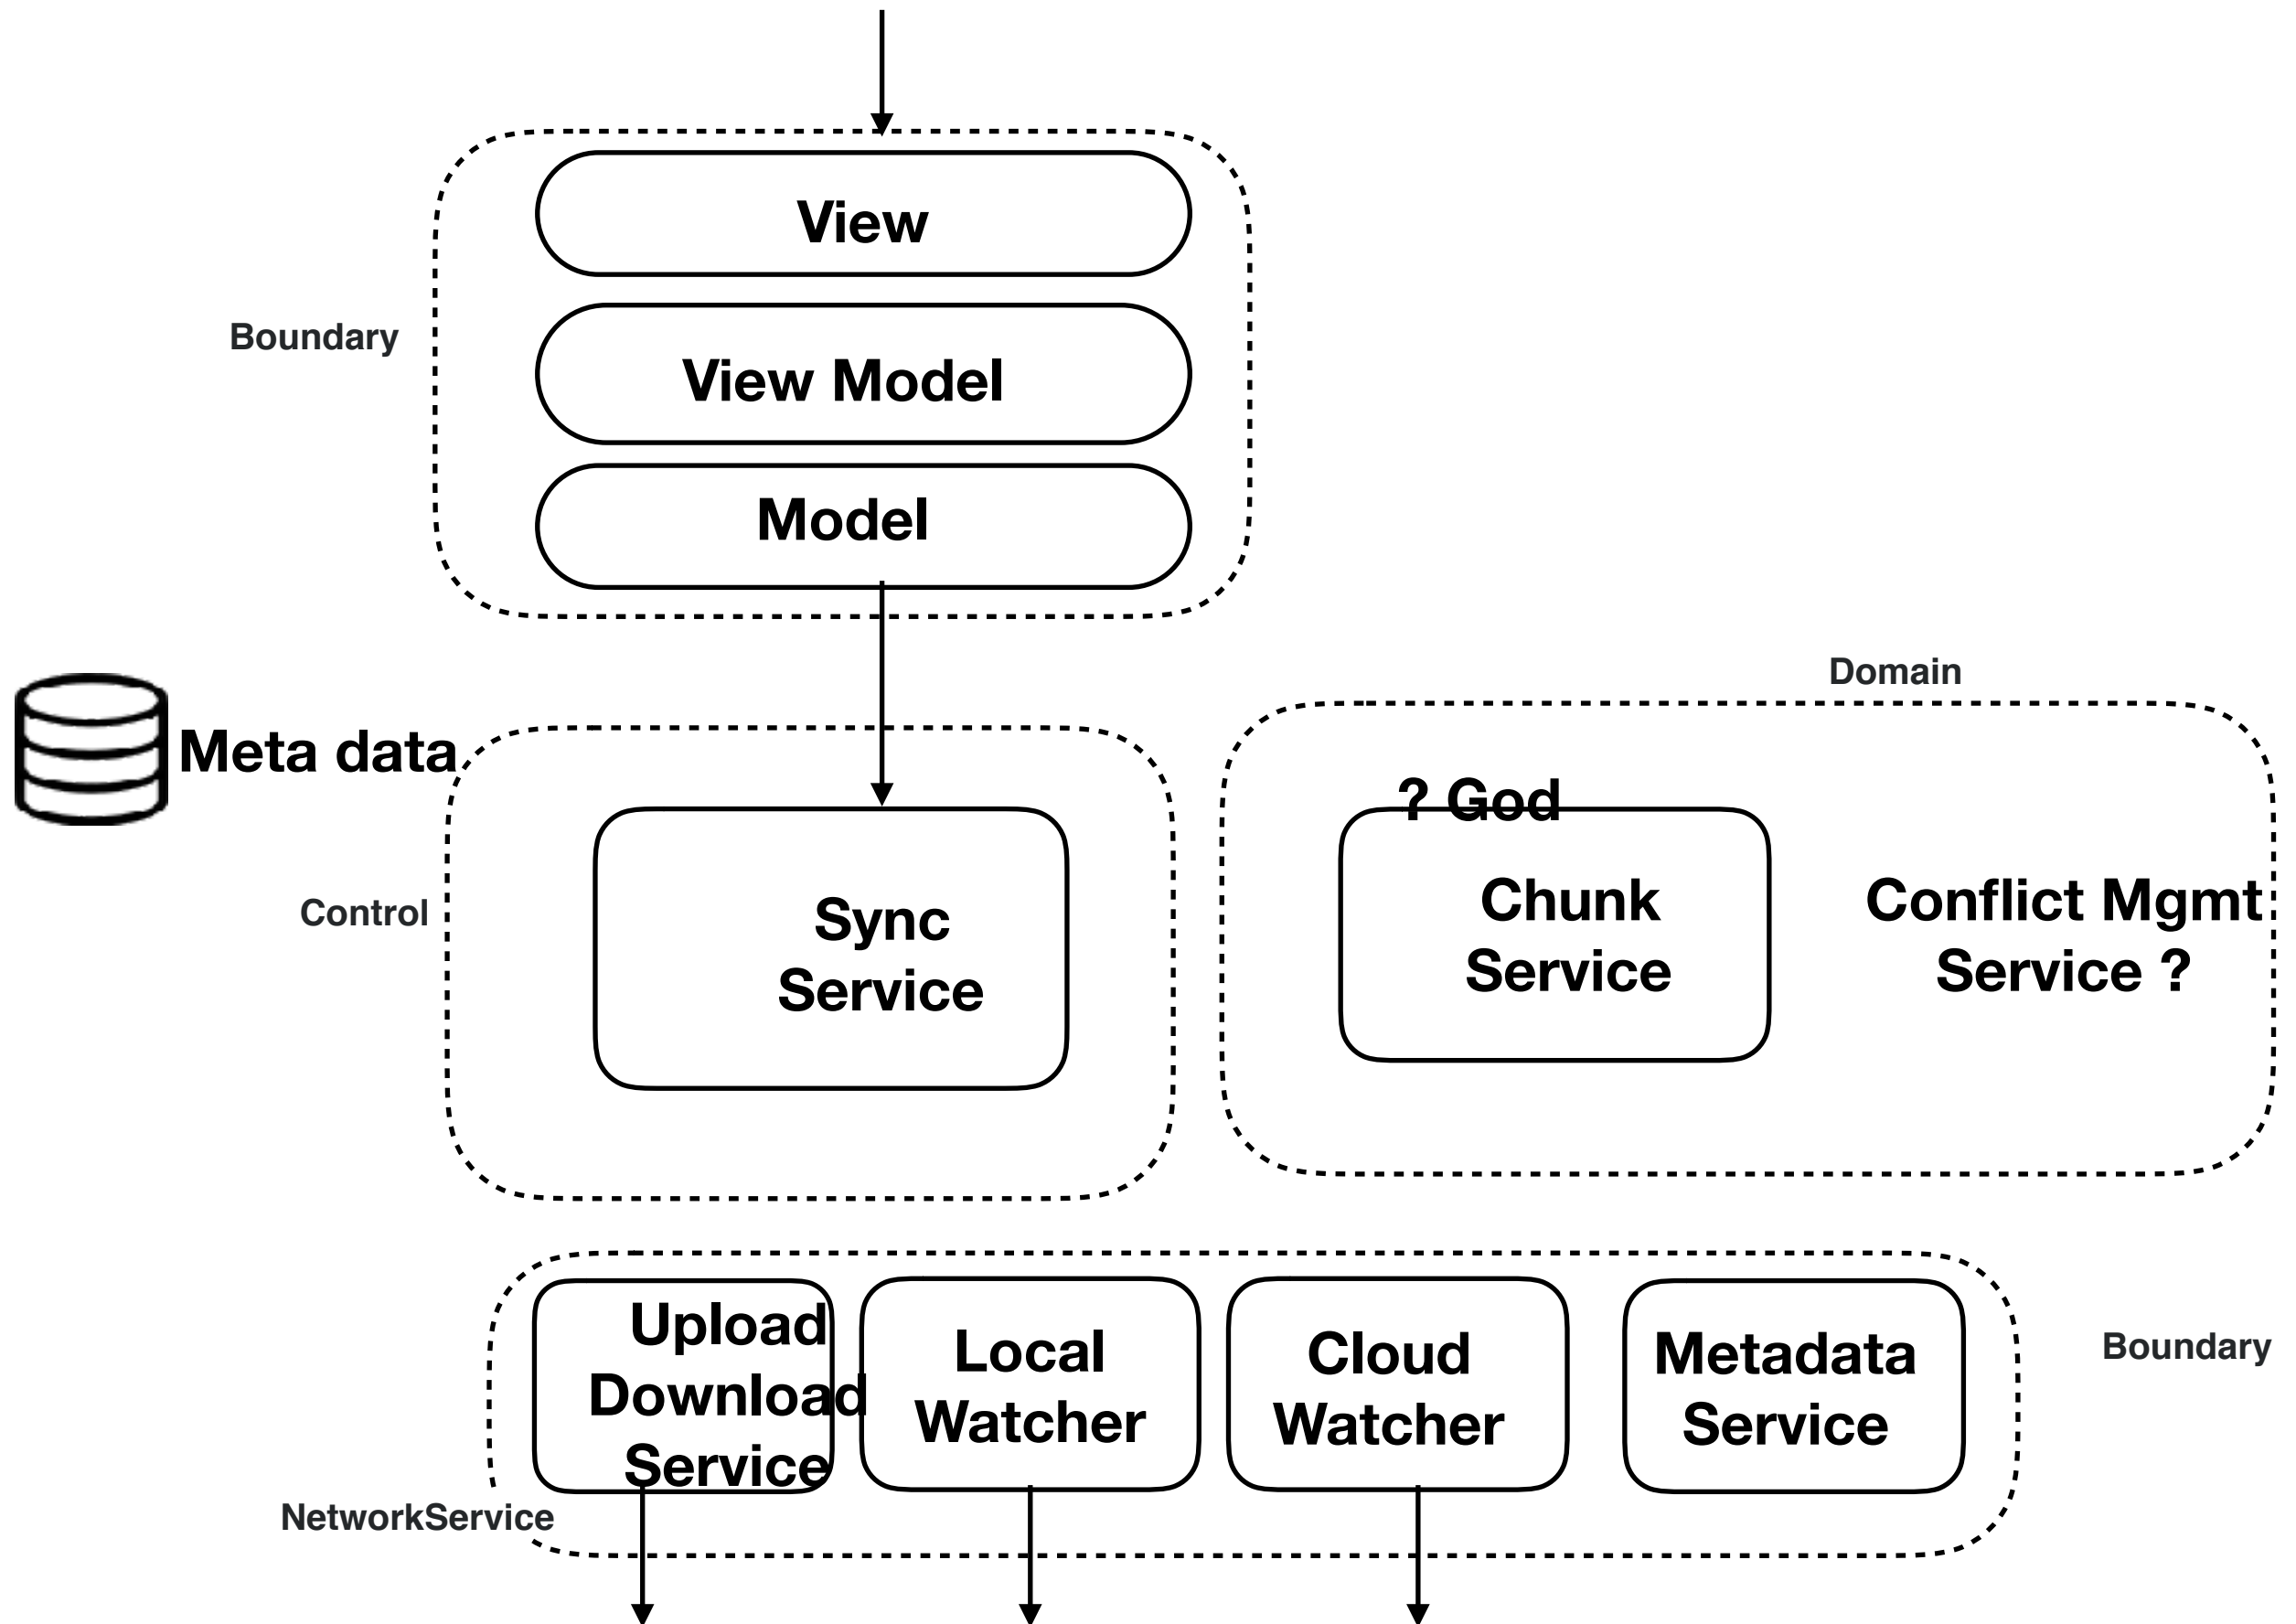 View
Boundary
View Model
Model
Domain
Meta data
? God
Control
Sync
Service
Chunk
Service
Conflict Mgmt
Service ?
Upload
Download
Service
Local
Watcher
Cloud
Watcher
Metadata
Service
Boundary
NetworkService